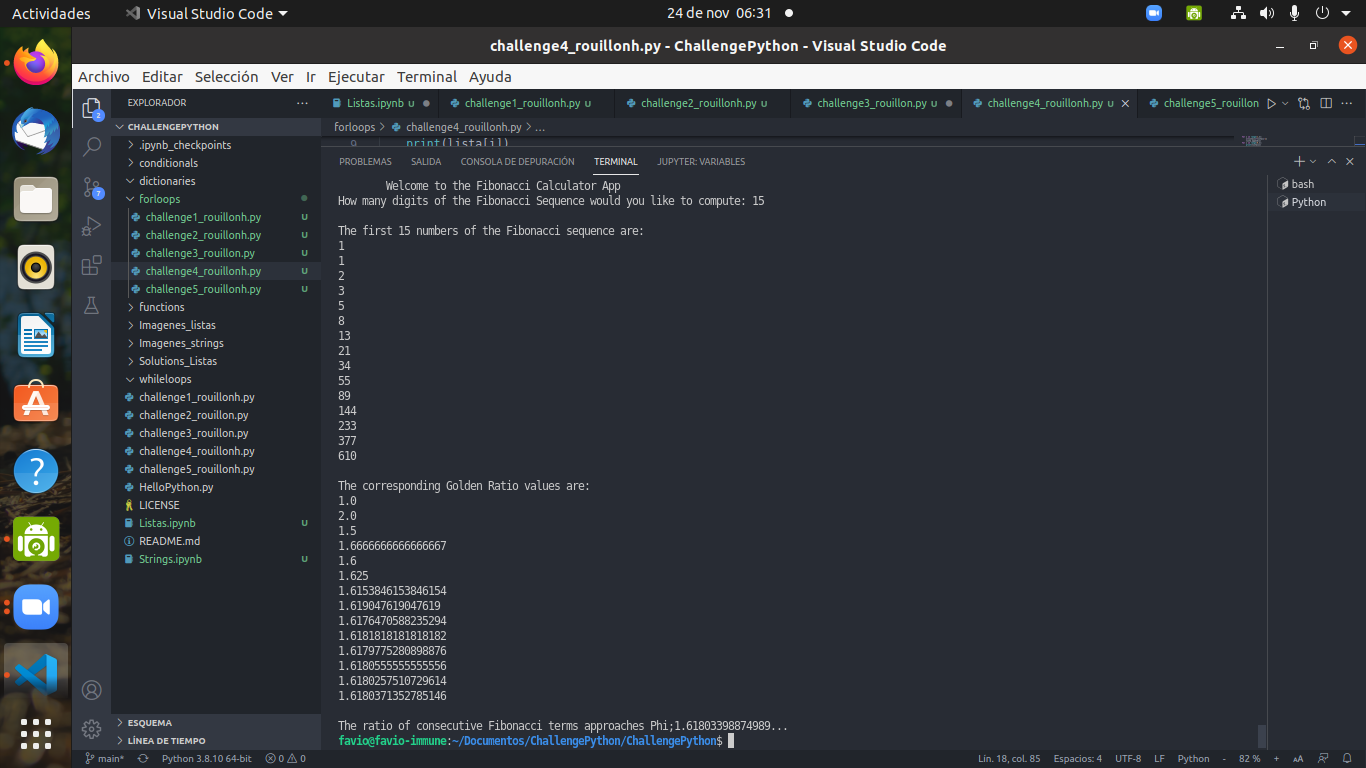 Actividades
Visual Studio Code
24 de nov 06:31
challenge4_rouillonh.py - ChallengePython - Visual Studio Code
Archivo Editar Selección Ver Ir Ejecutar Terminal Ayuda
EXPLORADOR
CHALLENGEPYTHON
.ipynb_checkpoints
conditionals
dictionaries
forloops
challenge1_rouillonh.py U
challenge2_rouillonh.py U
challenge3_rouillon.py U
challenge4_rouillonh.py U
challenge5_rouillonh.py U
functions
Imagenes_listas
Imagenes_strings
Solutions_Listas
whileloops
challenge1_rouillonh.py
challenge2_rouillon.py
challenge3_rouillon.py
challenge4_rouillonh.py
challenge5_rouillonh.py
HelloPython.py
LICENSE
Listas.ipynb U
README.md
Strings.ipynb U
ESQUEMA
LÍNEA DE TIEMPO
2
7
Listas.ipynb U
challenge1_rouillonh.py U
challenge2_rouillonh.py U
challenge3_rouillon.py U
challenge4_rouillonh.py U
challenge5_rouillon
forloops > challenge4_rouillonh.py > ...
9 print(lista[i])
PROBLEMAS SALIDA CONSOLA DE DEPURACIÓN TERMINAL JUPYTER: VARIABLES
bash
Python
Welcome to the Fibonacci Calculator App
How many digits of the Fibonacci Sequence would you like to compute: 15
The first 15 numbers of the Fibonacci sequence are:
1
1
2
3
5
8
13
21
34
55
89
144
233
377
610
The corresponding Golden Ratio values are:
1.0
2.0
1.5
1.6666666666666667
1.6
1.625
1.6153846153846154
1.619047619047619
1.6176470588235294
1.6181818181818182
1.6179775280898876
1.6180555555555556
1.6180257510729614
1.6180371352785146
The ratio of consecutive Fibonacci terms approaches Phi;1.61803398874989...
favio@favio-immune:~/Documentos/ChallengePython/ChallengePython$
main* Python 3.8.10 64-bit 0 0
Lín. 18, col. 85 Espacios: 4 UTF-8 LF Python - 82 % + AA